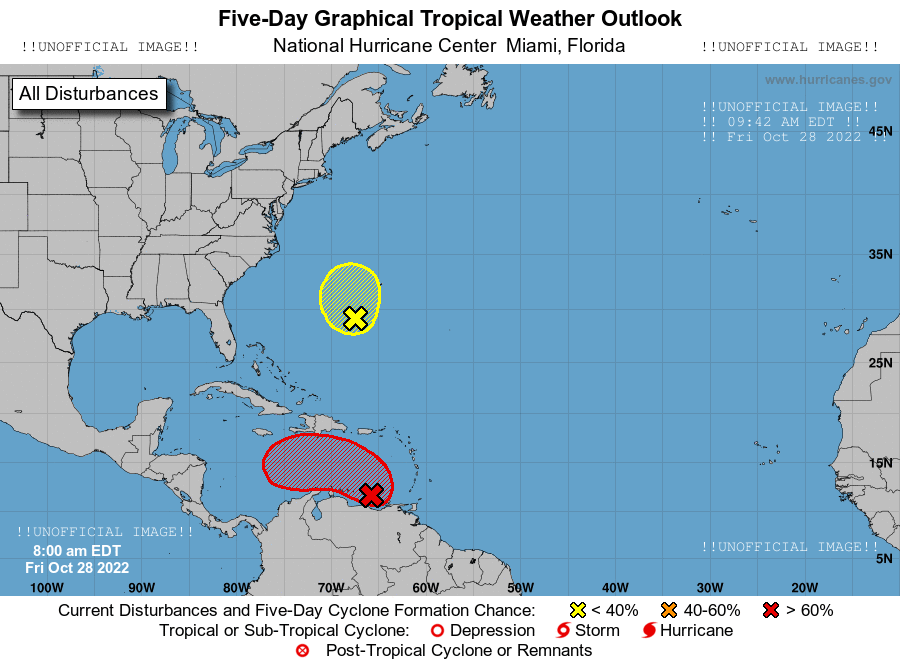 Five-Day Graphical Tropical Weather Outlook
!!UNOFFICIAL IMAGE!! National Hurricane Center Miami, Florida !!UNOFFICIAL IMAGE!!
All Disturbances
www.hurricanes.gov
!!UNOFFICIAL IMAGE!!
!! 09:42 AM EDT !!
!! Fri Oct 28 2022 !!
45N
35N
25N
15N
!!UNOFFICIAL IMAGE!!
8:00 am EDT
Fri Oct 28 2022
!!UNOFFICIAL IMAGE!!
5N
100W 90W 80W 70W 60W 50W 40W 30W 20W
Current Disturbances and Five-Day Cyclone Formation Chance: < 40% 40-60% > 60%
Tropical or Sub-Tropical Cyclone: Depression Storm Hurricane
Post-Tropical Cyclone or Remnants